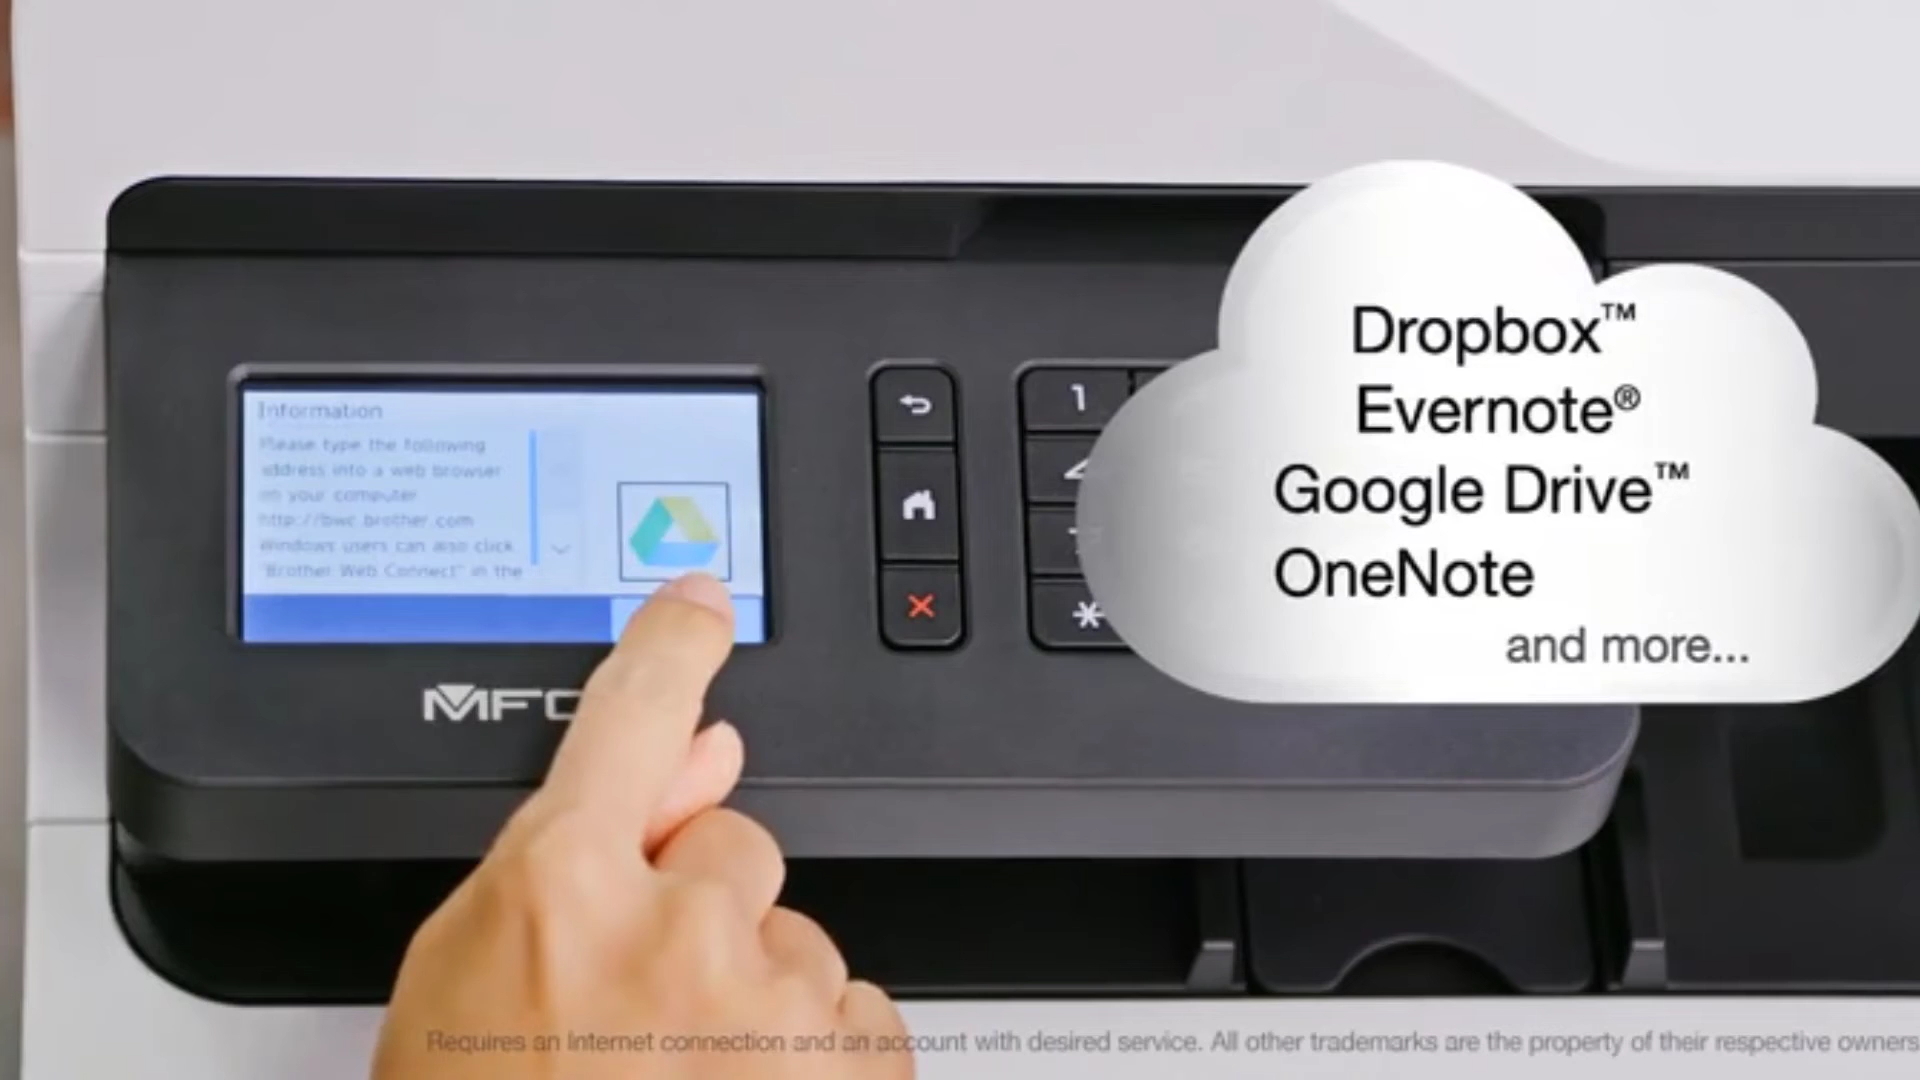 Information
Please type the following
address into a web browser
on your computer
http://bwc.brother.com
Windows users can also click
"Brother Web Connect" in the
MFC
1
*
Dropbox™
Evernote®
Google Drive™
OneNote
and more...
Requires an Internet connection and an account with desired service. All other trademarks are the property of their respective owners